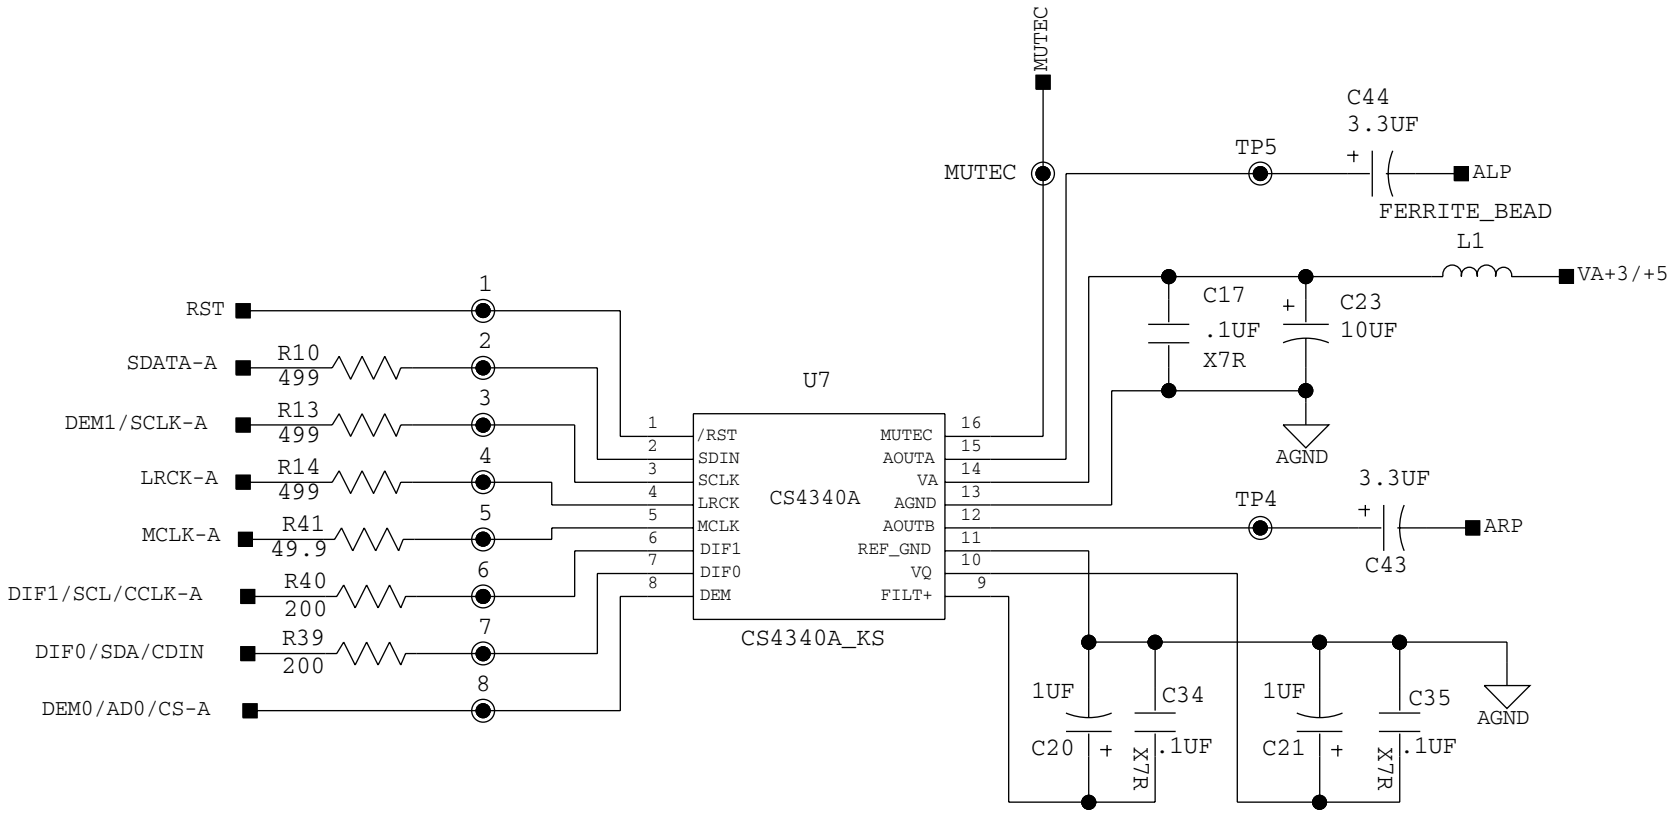 MUTEC
C44
3.3UF
TP5
+
MUTEC
ALP
FERRITE_BEAD
L1
VA+3/+5
C17
.1UF
X7R
+
C23
10UF
AGND
1
RST
2
SDATA-A
R10
499
3
DEM1/SCLK-A
R13
499
4
LRCK-A
R14
499
5
MCLK-A
R41
49.9
6
DIF1/SCL/CCLK-A
R40
200
7
DIF0/SDA/CDIN
R39
200
8
DEM0/AD0/CS-A
U7
1 /RST MUTEC 16
2 SDIN AOUTA 15
3 SCLK VA 14
4 LRCK AGND 13
5 MCLK AOUTB 12
6 DIF1 REF_GND 11
7 DIF0 VQ 10
8 DEM FILT+ 9
CS4340A
CS4340A_KS
TP4
3.3UF
+
C43
ARP
1UF
C20 +
C34
.1UF
X7R
1UF
C21 +
C35
.1UF
X7R
AGND